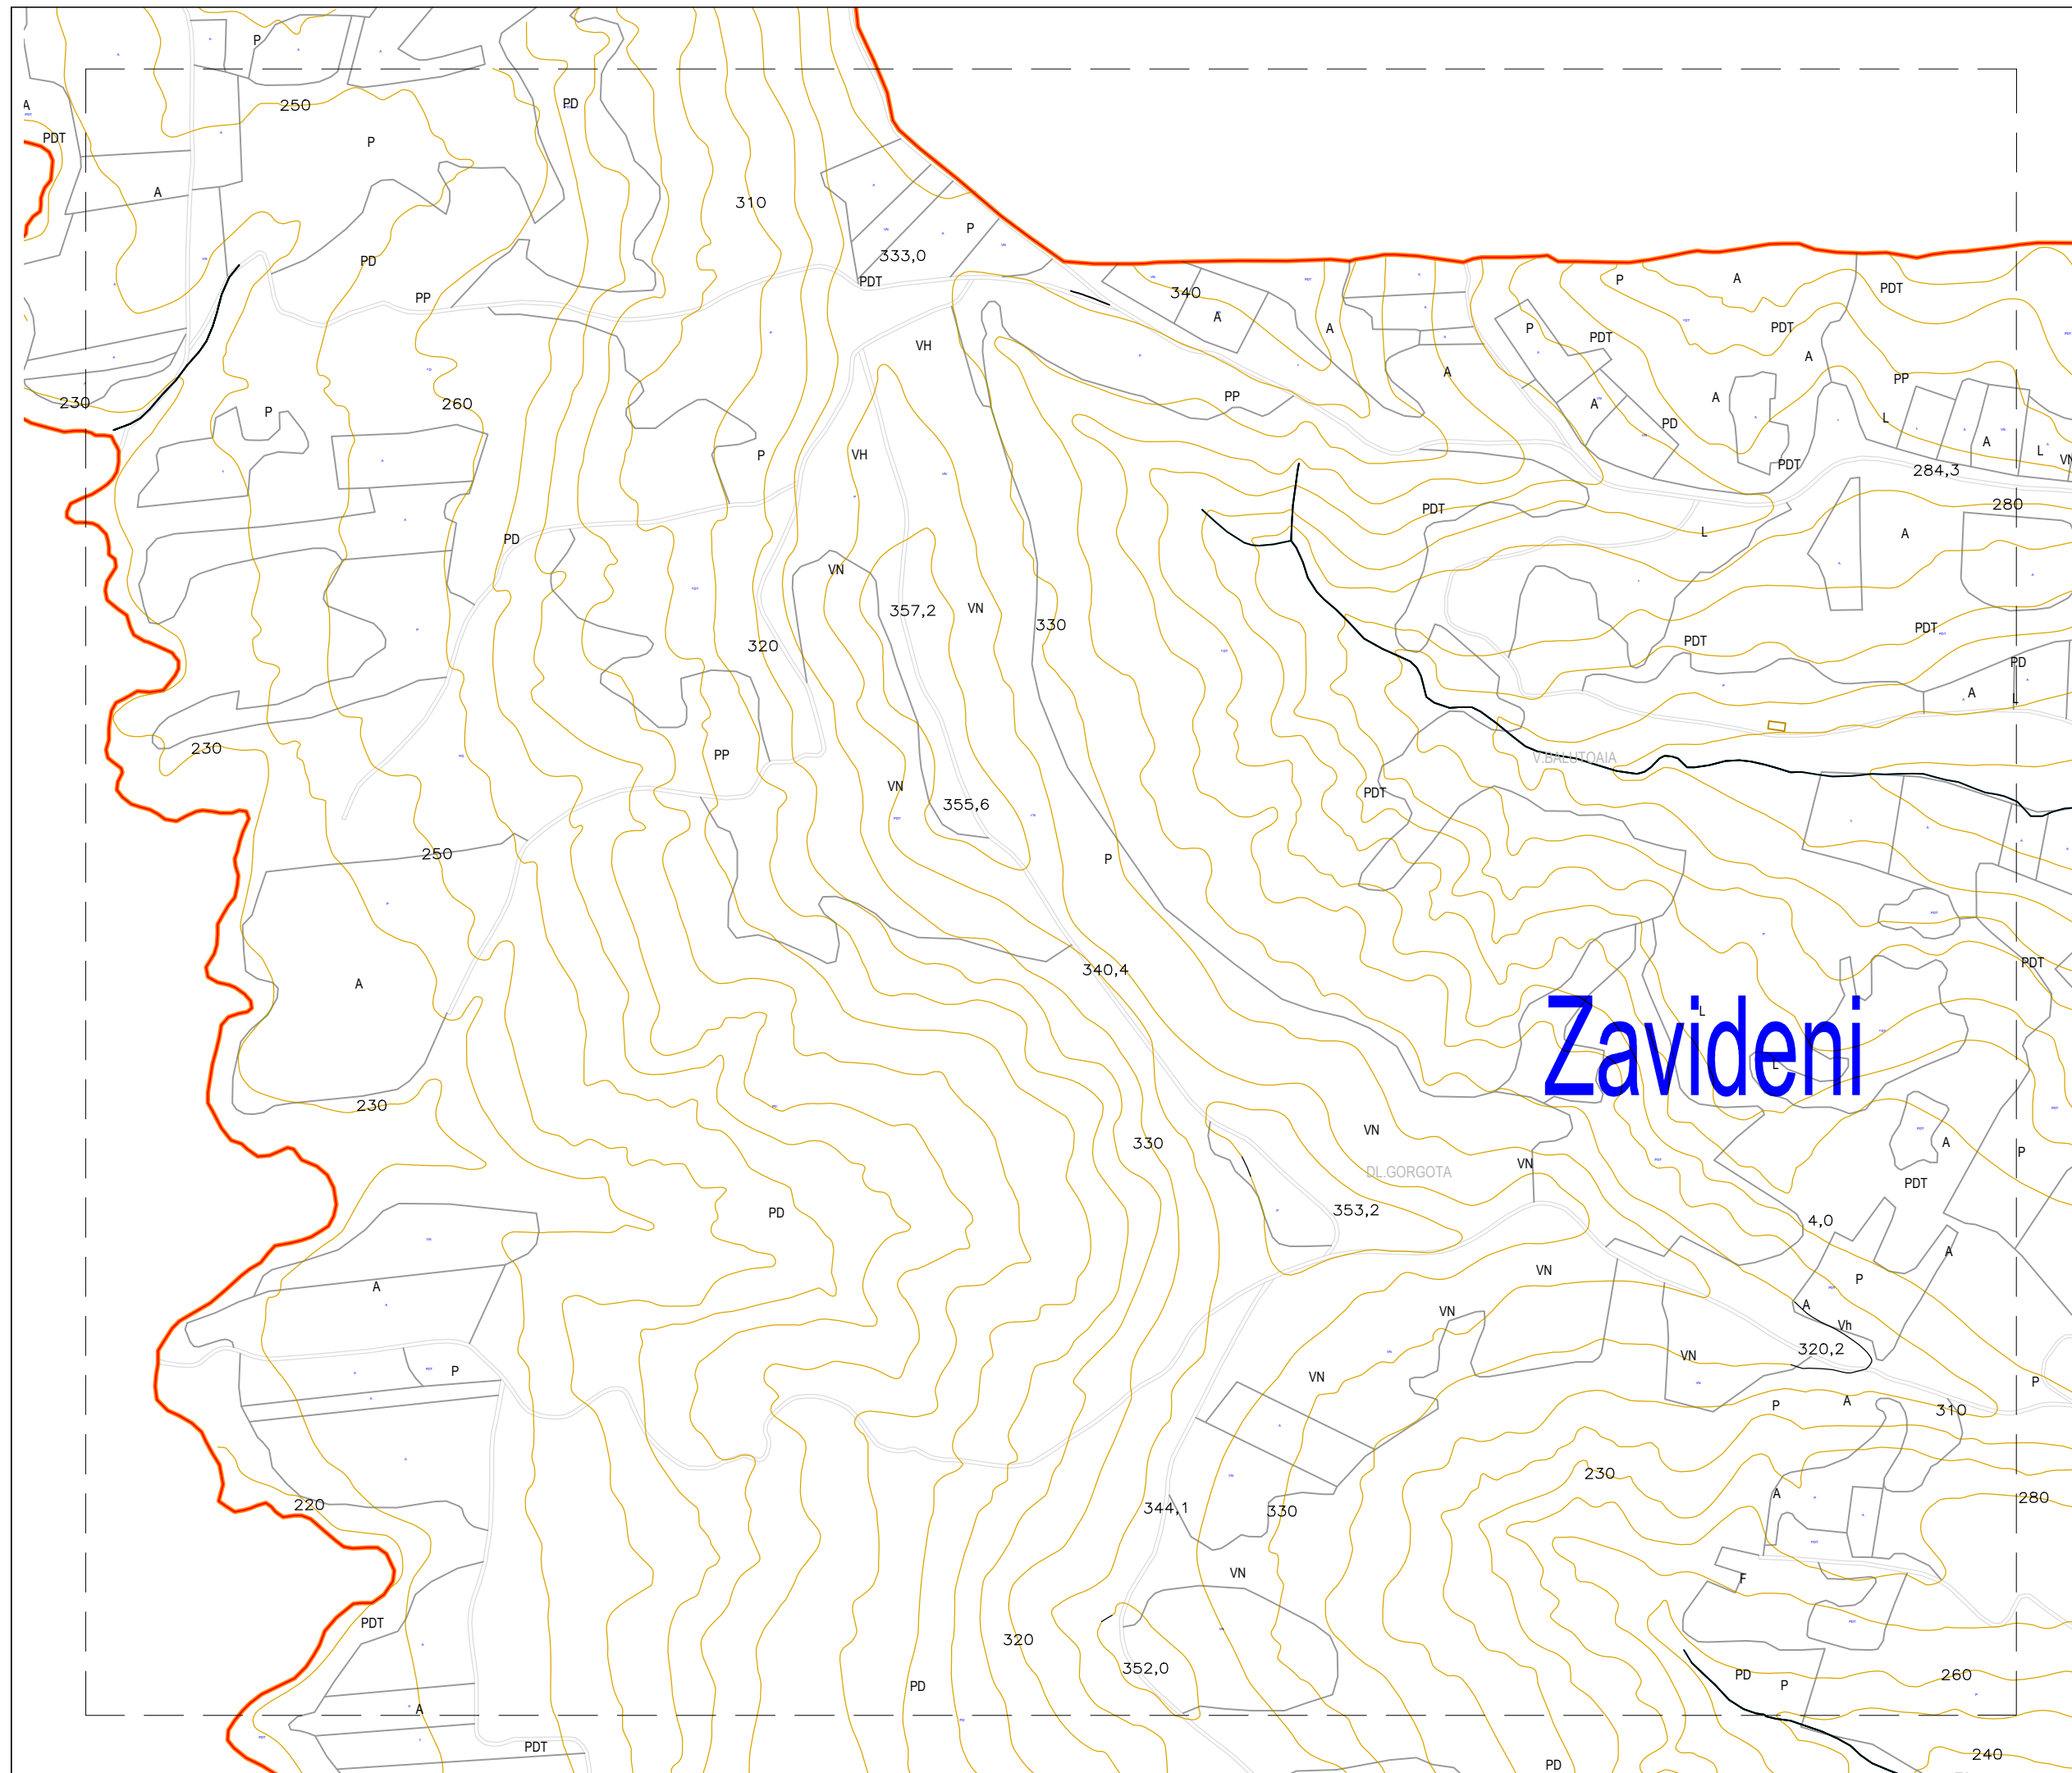 P
A
250
PD
PDT
P
A
310
P
333,0
PD
PDT
PP
340
A
VH
A
P
PDT
P
A
PDT
PDT
A
A
PP
PP
A
A
PD
L
A
L
230
P
260
P
VH
PDT
284,3
280
PDT
L
A
PD
VN
357,2
VN
330
320
PDT
PDT
PD
A
L
230
PP
VN
355,6
V.BALUTOAIA
PDT
250
P
A
340,4
PDT
Zavideni
L
L
230
330
VN
DL.GORGOTA
VN
A
P
PDT
PD
353,2
4,0
A
VN
P
A
A
VN
Vh
320,2
VN
P
VN
P
P
A
310
230
A
220
344,1
330
280
VN
F
PDT
320
352,0
PD
P
260
PD
A
PDT
PD
240